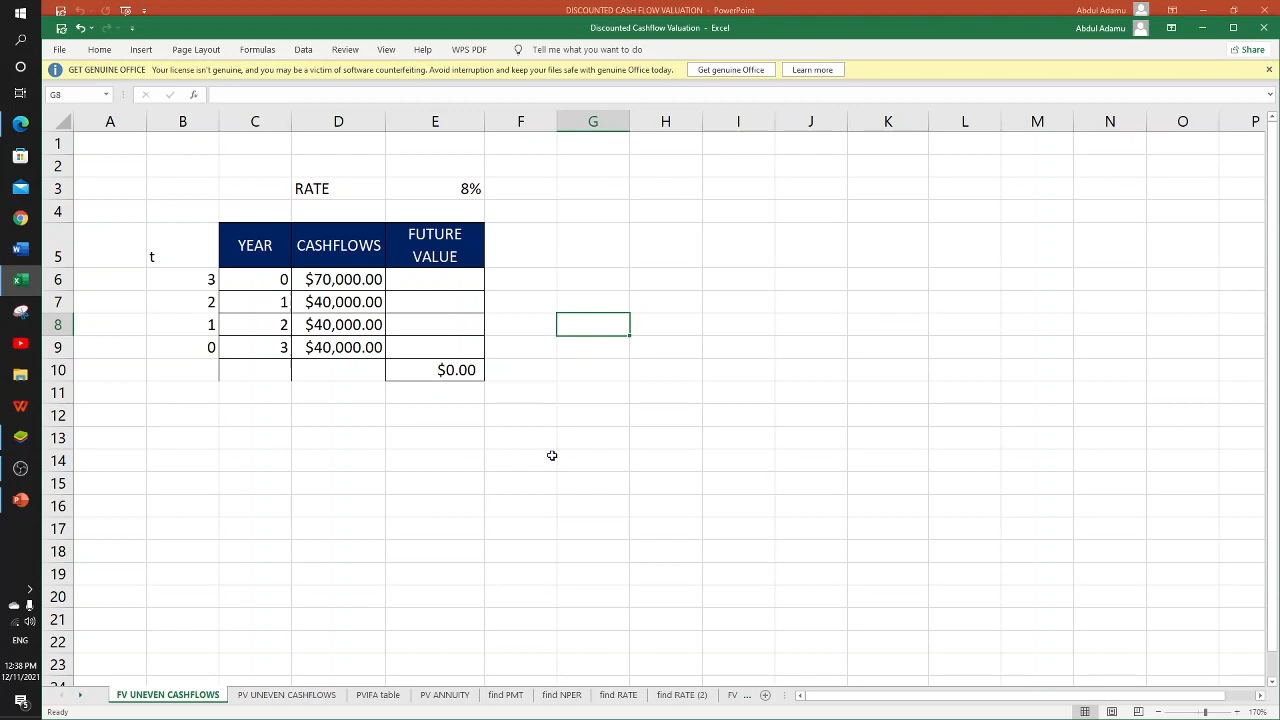 DISCOUNTED CASH FLOW VALUATION - PowerPoint
Abdul Adamu
Discounted Cashflow Valuation - Excel
Abdul Adamu
File Home Insert Page Layout Formulas Data Review View Help WPS PDF Tell me what you want to do Share
GET GENUINE OFFICE Your license isn't genuine, and you may be a victim of software counterfeiting. Avoid interruption and keep your files safe with genuine Office today. Get genuine Office Learn more
G8 fx
A B C D E F G H I J K L M N O P
1
2
3 RATE 8%
4
5 t YEAR CASHFLOWS FUTURE VALUE
6 3 0 $70,000.00
7 2 1 $40,000.00
8 1 2 $40,000.00
9 0 3 $40,000.00
10 $0.00
11
12
13
14
15
16
17
18
19
20
21
22
23
24
FV UNEVEN CASHFLOWS PV UNEVEN CASHFLOWS PVIFA table PV ANNUITY find PMT find NPER find RATE find RATE (2) FV ...
Ready 170%
ENG
12:38 PM
12/11/2021
5